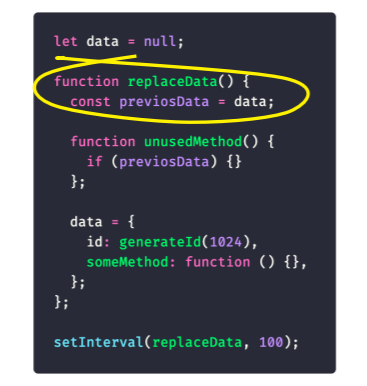 let data = null;
function replaceData() {
const previosData = data;
function unusedMethod() {
if (previosData) {}
};
data = {
id: generateId(1024),
someMethod: function () {},
};
};
setInterval(replaceData, 100);